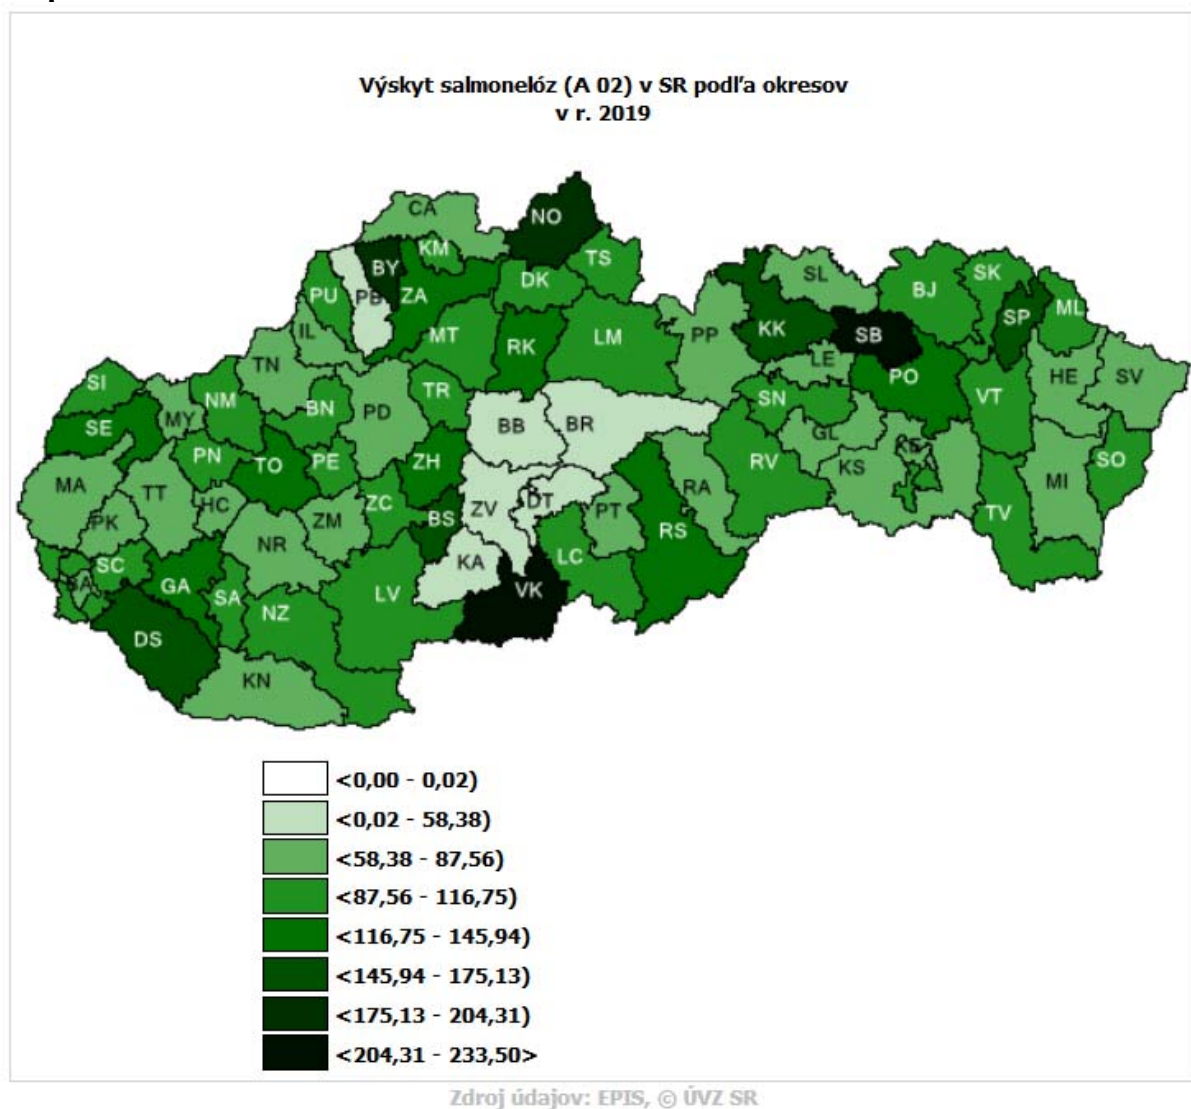 Výskyt salmonelóz (A 02) v SR podľa okresov
v r. 2019
CA
NO
KM
BY
TS
PU
PB
ZA
DK
SL
BJ
SK
SP
ML
IL
MT
RK
LM
PP
KK
SB
LE
PO
HE
SV
TN
SI
NM
BN
PD
TR
SN
VT
MY
SE
BB
BR
GL
KE
PN
TO
PE
ZH
RV
KS
SO
MA
TT
HC
ZC
RA
MI
PK
ZM
BS
ZV
DT
PT
TV
NR
RS
SC
BA
GA
KA
LC
SA
NZ
LV
VK
DS
KN
<0,00 - 0,02)
<0,02 - 58,38)
<58,38 - 87,56)
<87,56 - 116,75)
<116,75 - 145,94)
<145,94 - 175,13)
<175,13 - 204,31)
<204,31 - 233,50>
Zdroj údajov: EPIS, © ÚVZ SR